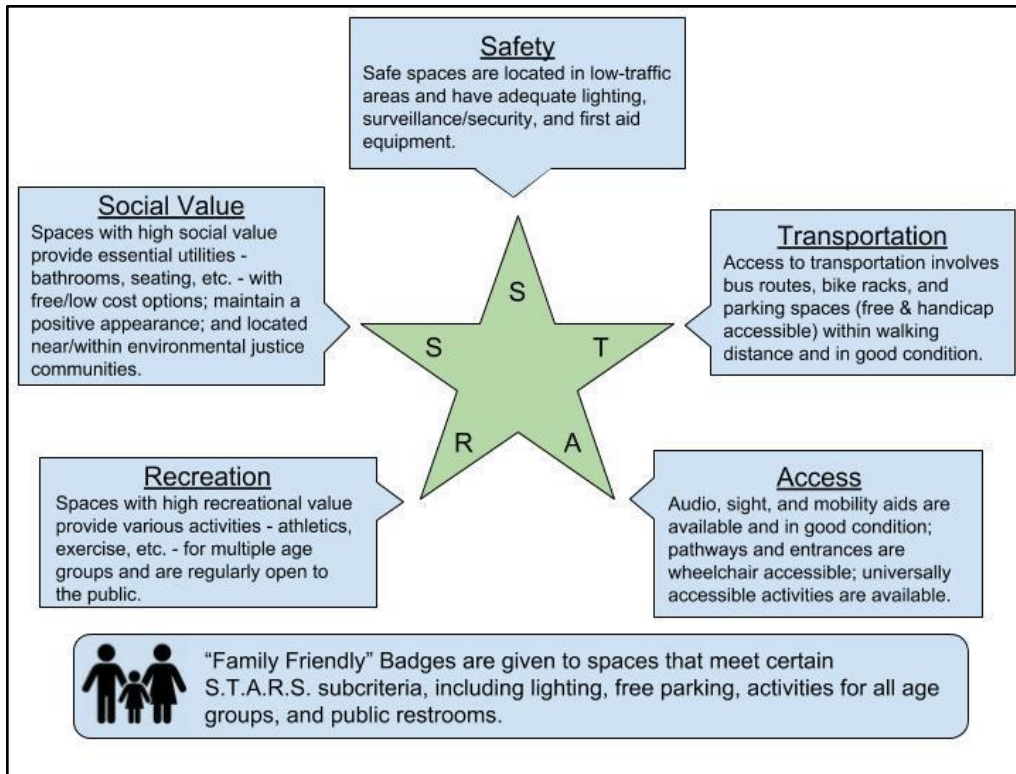 Safety
Safe spaces are located in low-traffic
areas and have adequate lighting,
surveillance/security, and first aid
equipment.
Social Value
Spaces with high social value
provide essential utilities -
bathrooms, seating, etc. - with
free/low cost options; maintain a
positive appearance; and located
near/within environmental justice
communities.
Transportation
Access to transportation involves
bus routes, bike racks, and
parking spaces (free & handicap
accessible) within walking
distance and in good condition.
S
T
A
R
S
Recreation
Spaces with high recreational value
provide various activities - athletics,
exercise, etc. - for multiple age
groups and are regularly open to
the public.
Access
Audio, sight, and mobility aids are
available and in good condition;
pathways and entrances are
wheelchair accessible; universally
accessible activities are available.
“Family Friendly” Badges are given to spaces that meet certain
S.T.A.R.S. subcriteria, including lighting, free parking, activities for all age
groups, and public restrooms.